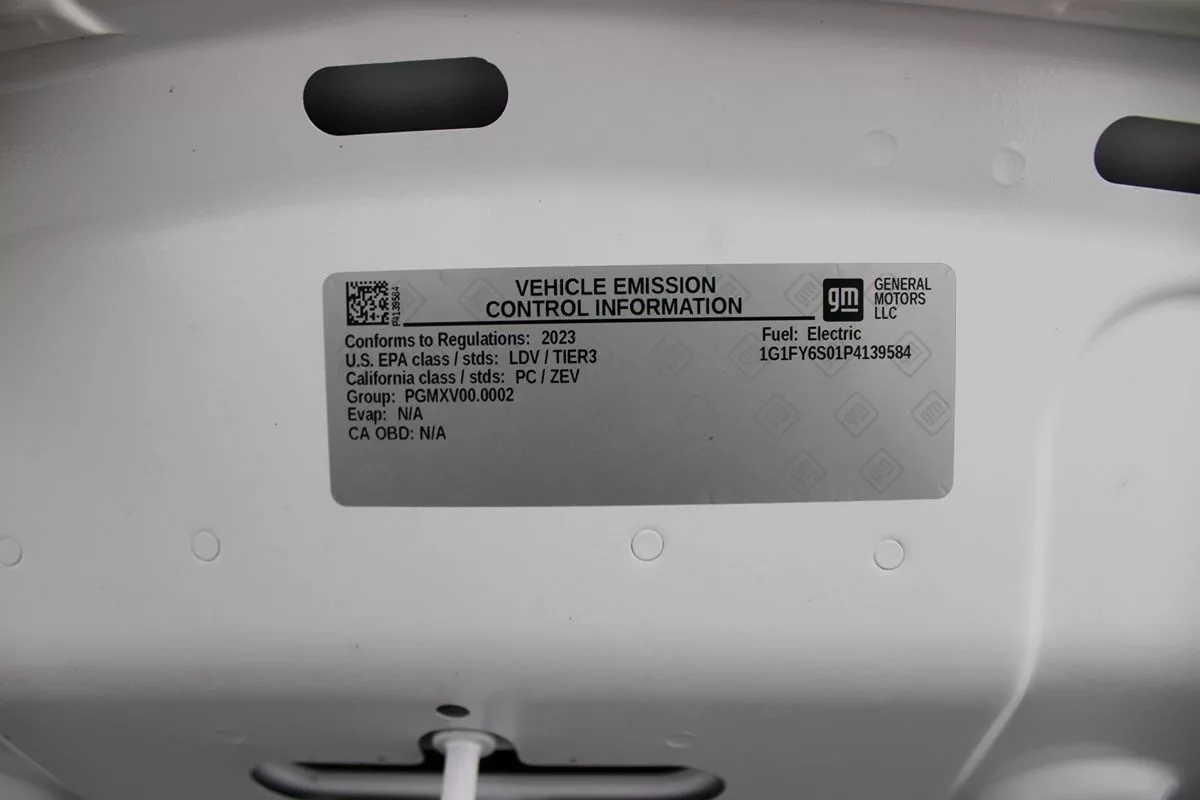 P4139584
VEHICLE EMISSION
CONTROL INFORMATION
gm
GENERAL
MOTORS
LLC
Conforms to Regulations: 2023
U.S. EPA class / stds: LDV / TIER3
California class / stds: PC / ZEV
Group: PGMXV00.0002
Evap: N/A
CA OBD: N/A
Fuel: Electric
1G1FY6S01P4139584